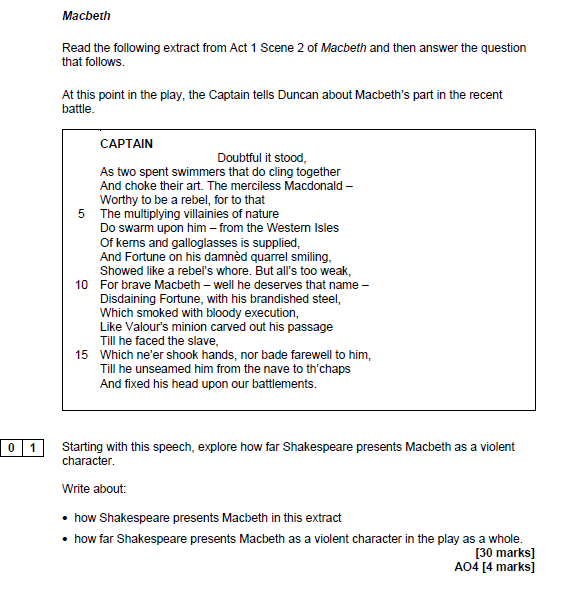 Macbeth
Read the following extract from Act 1 Scene 2 of Macbeth and then answer the question
that follows.
At this point in the play, the Captain tells Duncan about Macbeth's part in the recent
battle.
CAPTAIN
Doubtful it stood,
As two spent swimmers that do cling together
And choke their art. The merciless Macdonald –
Worthy to be a rebel, for to that
5 The multiplying villainies of nature
Do swarm upon him – from the Western Isles
Of kerns and galloglasses is supplied,
And Fortune on his damnèd quarrel smiling,
Showed like a rebel's whore. But all's too weak,
10 For brave Macbeth – well he deserves that name –
Disdaining Fortune, with his brandished steel,
Which smoked with bloody execution,
Like Valour's minion carved out his passage
Till he faced the slave,
15 Which ne'er shook hands, nor bade farewell to him,
Till he unseamed him from the nave to th'chaps
And fixed his head upon our battlements.
0 1 Starting with this speech, explore how far Shakespeare presents Macbeth as a violent
character.
Write about:
• how Shakespeare presents Macbeth in this extract
• how far Shakespeare presents Macbeth as a violent character in the play as a whole.
[30 marks]
AO4 [4 marks]